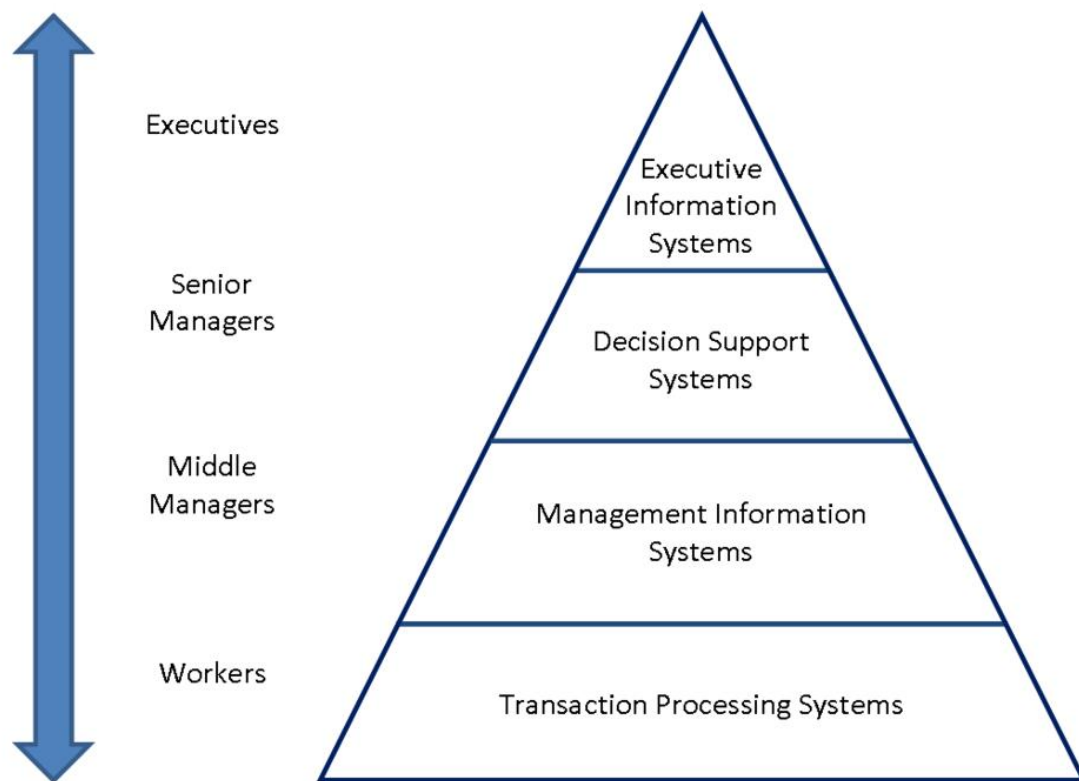 Executives
Executive
Information
Systems
Senior
Managers
Decision Support
Systems
Middle
Managers
Management Information
Systems
Workers
Transaction Processing Systems